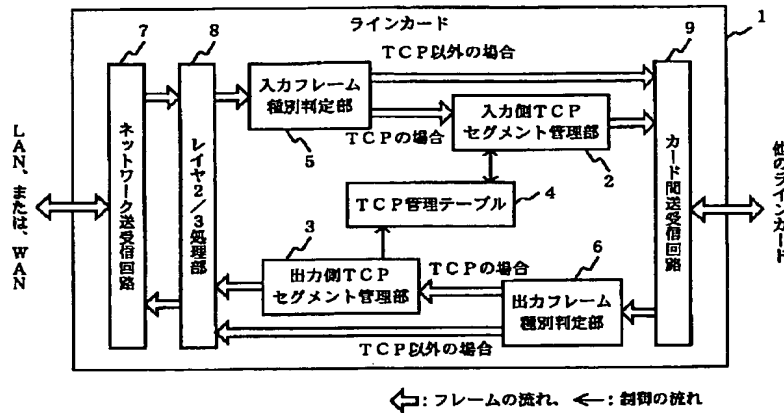 ラインカード
1
7
8
9
TCP以外の場合
入力フレーム
種別判定部
5
TCPの場合
入力側TCP
セグメント管理部
2
LAN、または、WAN
ネットワーク送受信回路
レイヤ2/3処理部
カード間送受信回路
他のラインカード
TCP管理テーブル
4
3
出力側TCP
セグメント管理部
TCPの場合
6
出力フレーム
種別判定部
TCP以外の場合
:フレームの流れ、
:制御の流れ